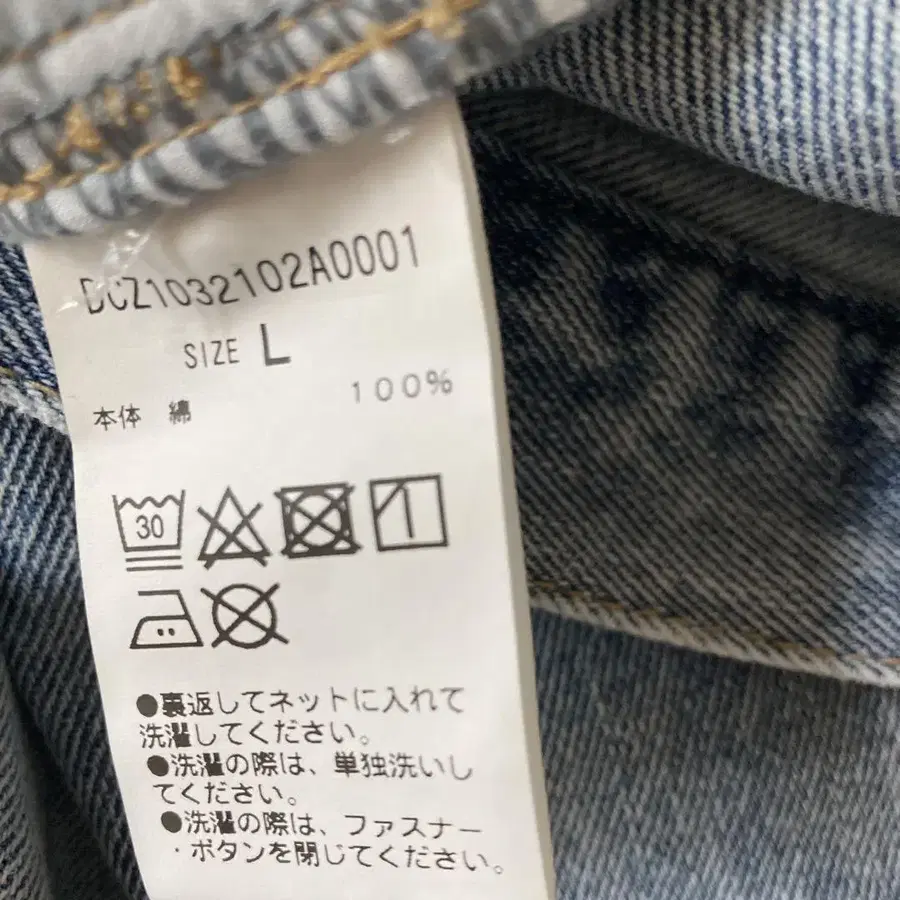 DCZ1032102A0001
SIZE L
本体 綿 100%
30
●裏返してネットに入れて
洗濯してください。
●洗濯の際は、単独洗いし
てください。
●洗濯の際は、ファスナー
・ボタンを閉じてください。